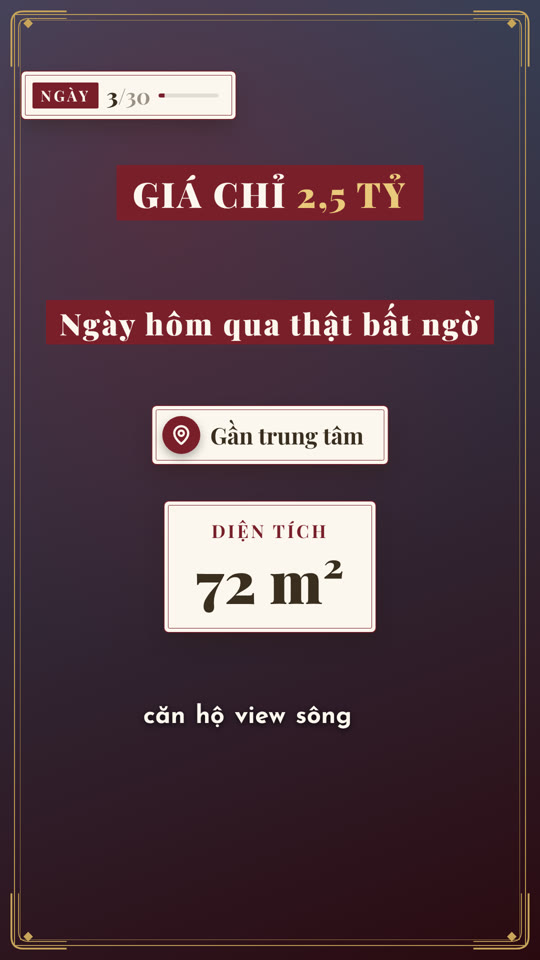 NGÀY 3/30
GIÁ CHỈ 2,5 TỶ
Ngày hôm qua thật bất ngờ
Gần trung tâm
DIỆN TÍCH
72 m²
căn hộ view sông